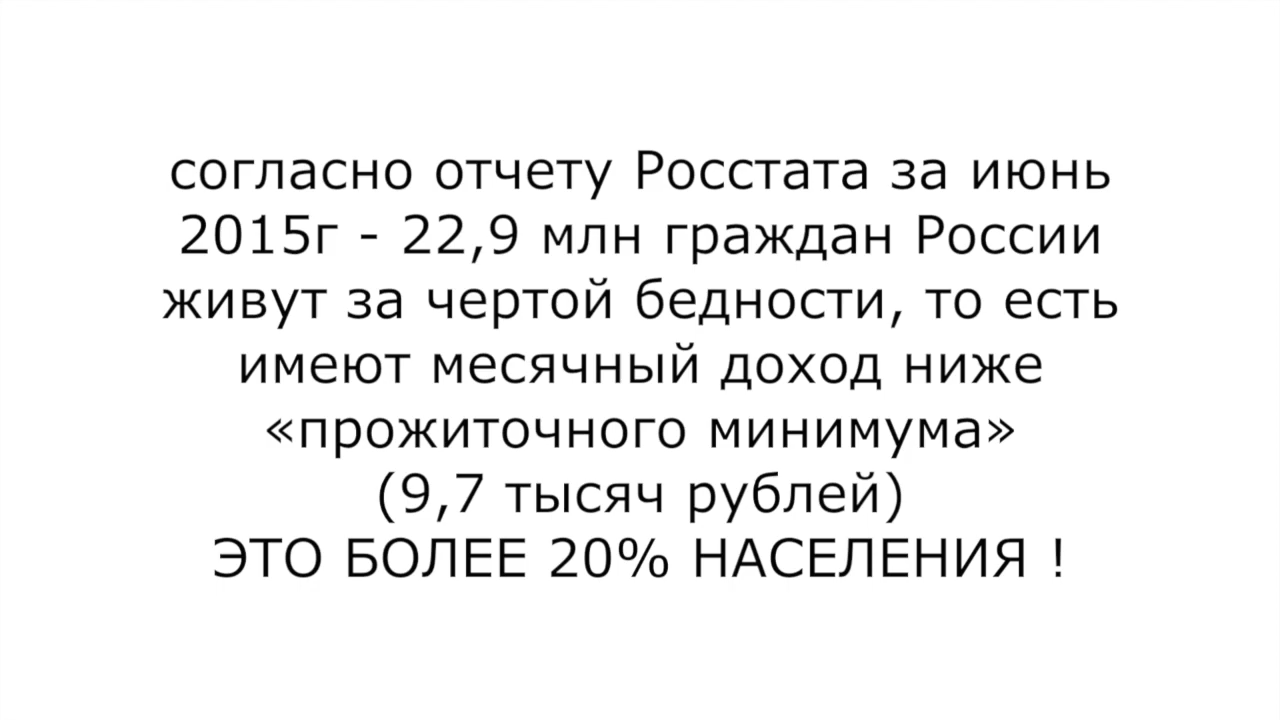 согласно отчету Росстата за июнь
2015г - 22,9 млн граждан России
живут за чертой бедности, то есть
имеют месячный доход ниже
«прожиточного минимума»
(9,7 тысяч рублей)
ЭТО БОЛЕЕ 20% НАСЕЛЕНИЯ !